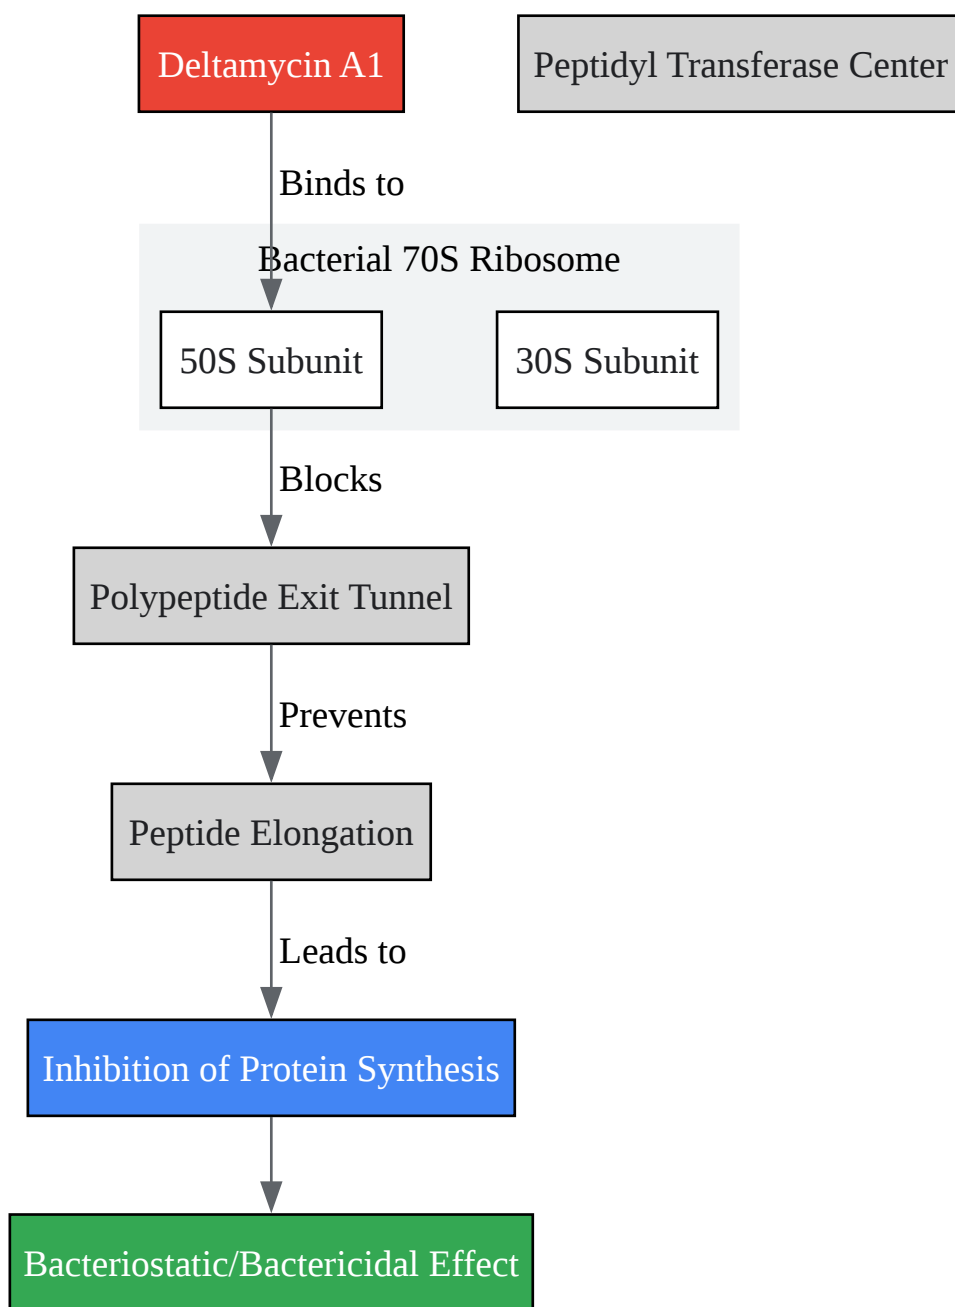 Deltamycin A1
Peptidyl Transferase Center
Binds to
Bacterial 70S Ribosome
50S Subunit
30S Subunit
Blocks
Polypeptide Exit Tunnel
Prevents
Peptide Elongation
Leads to
Inhibition of Protein Synthesis
Bacteriostatic/Bactericidal Effect